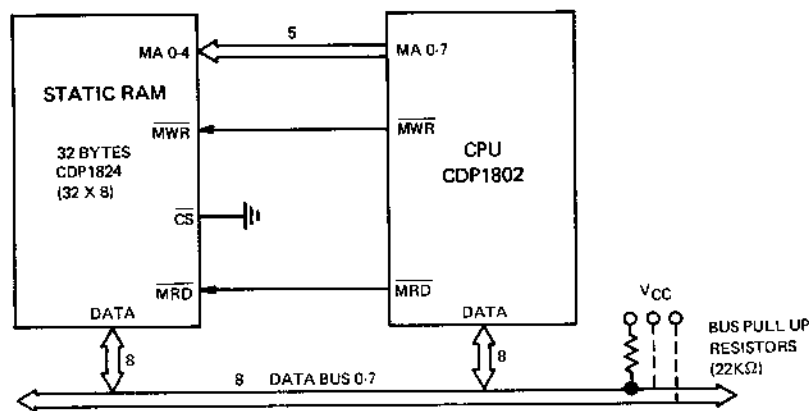 MA 0-4
5
MA 0-7
STATIC RAM
MWR
MWR
32 BYTES
CDP1824
(32 X 8)
CPU
CDP1802
CS
MRD
MRD
DATA
DATA
VCC
BUS PULL UP
RESISTORS
(22KΩ)
8
8
8 DATA BUS 0-7